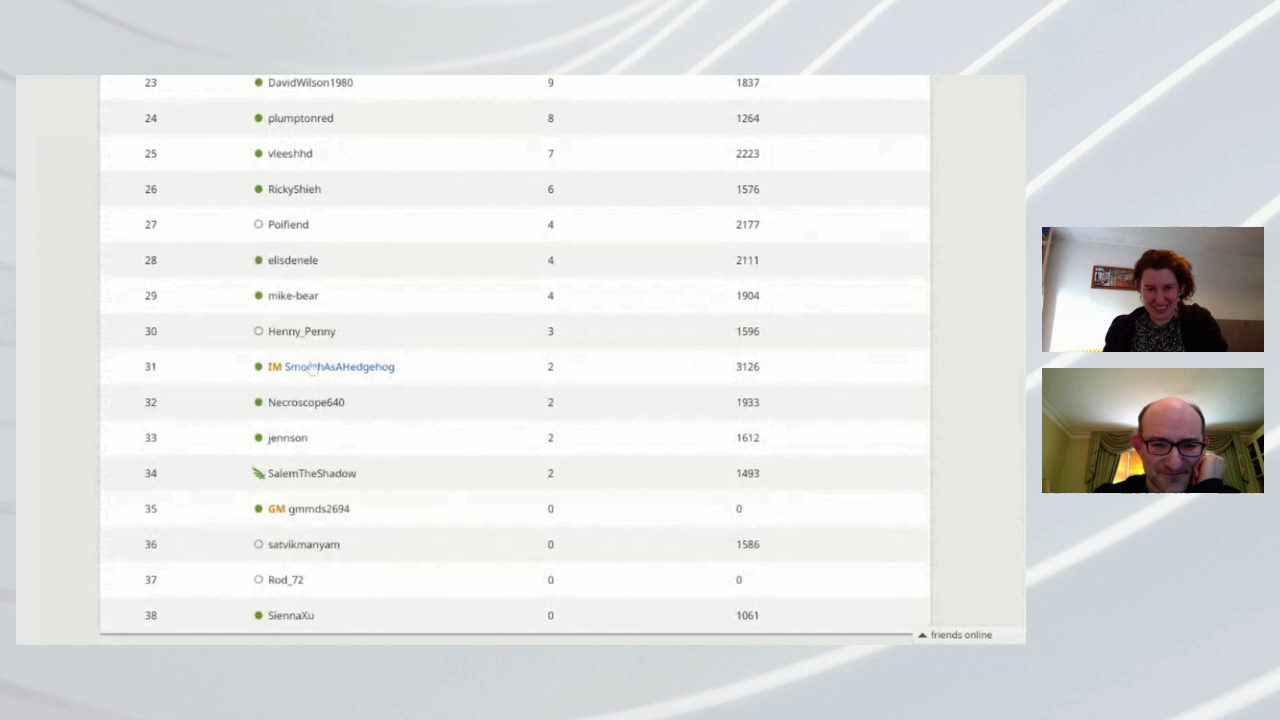 23 DavidWilson1980 9 1837
24 plumptonred 8 1264
25 vleeshhd 7 2223
26 RickyShieh 6 1576
27 Poifiend 4 2177
28 elisdenele 4 2111
29 mike-bear 4 1904
30 Henny_Penny 3 1596
31 IM SmoothAsAHedgehog 2 3126
32 Necroscope640 2 1933
33 jennson 2 1612
34 SalemTheShadow 2 1493
35 GM gmmds2694 0 0
36 satvikmanyam 0 1586
37 Rod_72 0 0
38 SiennaXu 0 1061
friends online